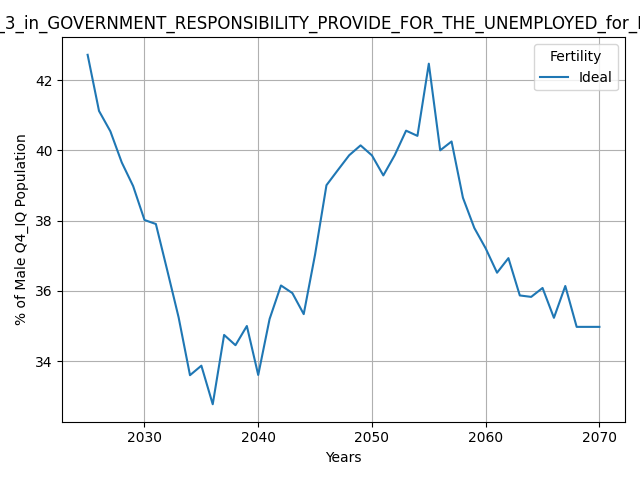 _3_in_GOVERNMENT_RESPONSIBILITY_PROVIDE_FOR_THE_UNEMPLOYED_for_
Fertility
Ideal
% of Male Q4_IQ Population
42
40
38
36
34
2030 2040 2050 2060 2070
Years